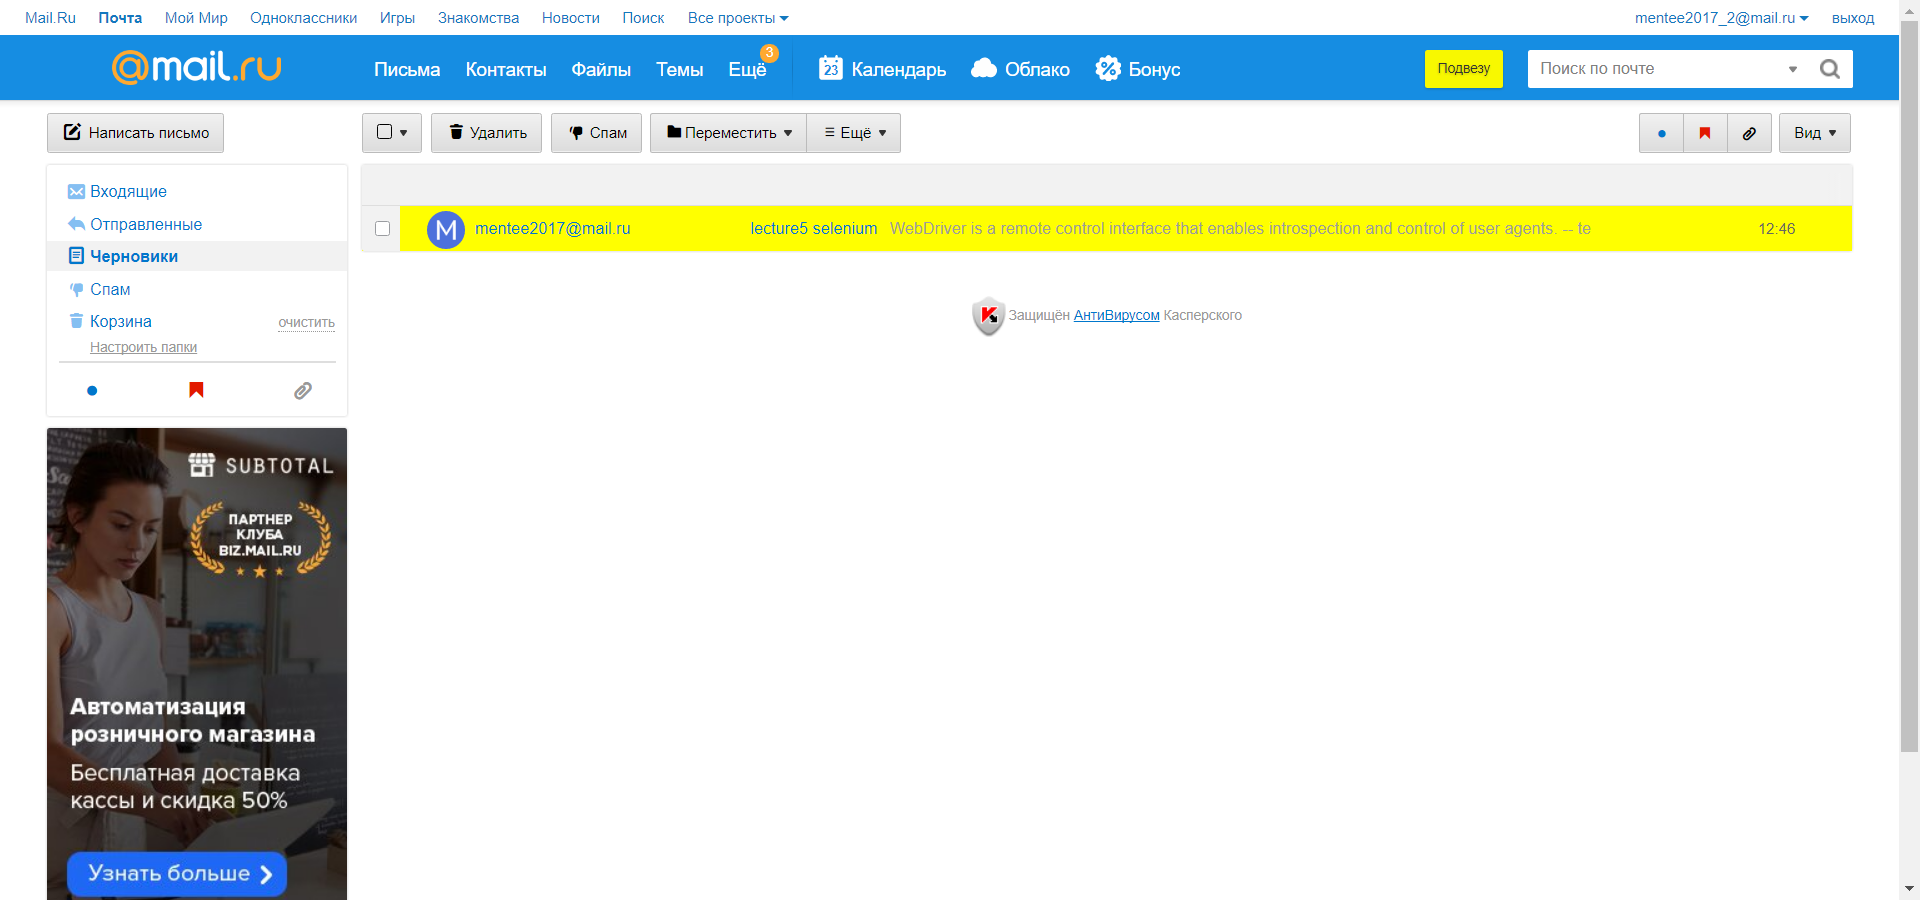 Mail.Ru Почта Мой Мир Одноклассники Игры Знакомства Новости Поиск Все проекты mentee2017_2@mail.ru выход
@mail.ru Письма Контакты Файлы Темы Ещё 3 23 Календарь Облако Бонус Подвезу Поиск по почте
Написать письмо Удалить Спам Переместить Ещё Вид
Входящие
Отправленные
Черновики
Спам
Корзина очистить
Настроить папки
M mentee2017@mail.ru lecture5 selenium WebDriver is a remote control interface that enables introspection and control of user agents. -- te 12:46
Защищён АнтиВирусом Касперского
SUBTOTAL
ПАРТНЕР
КЛУБА
BIZ.MAIL.RU
Автоматизация
розничного магазина
Бесплатная доставка
кассы и скидка 50%
Узнать больше